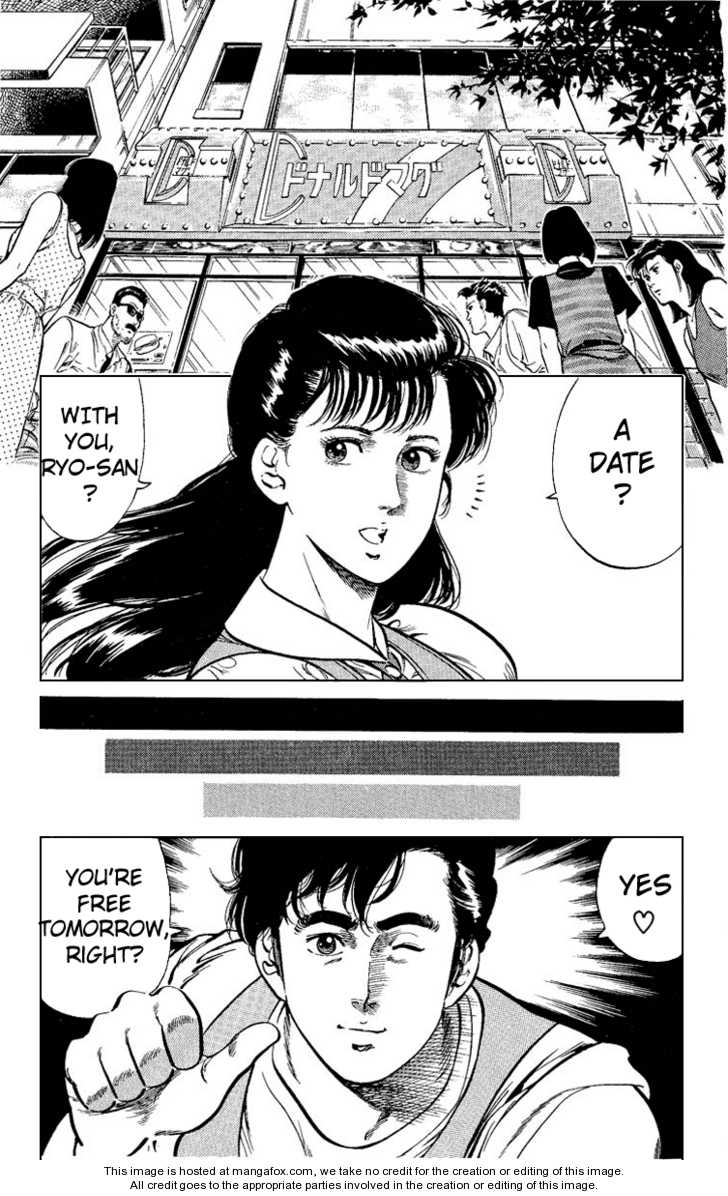 ドナルドマグ
A
DATE
?
WITH
YOU,
RYO-SAN
?
YES
♡
YOU'RE
FREE
TOMORROW,
RIGHT?
This image is hosted at mangafox.com, we take no credit for the creation or editing of this image.
All credit goes to the appropriate parties involved in the creation or editing of this image.